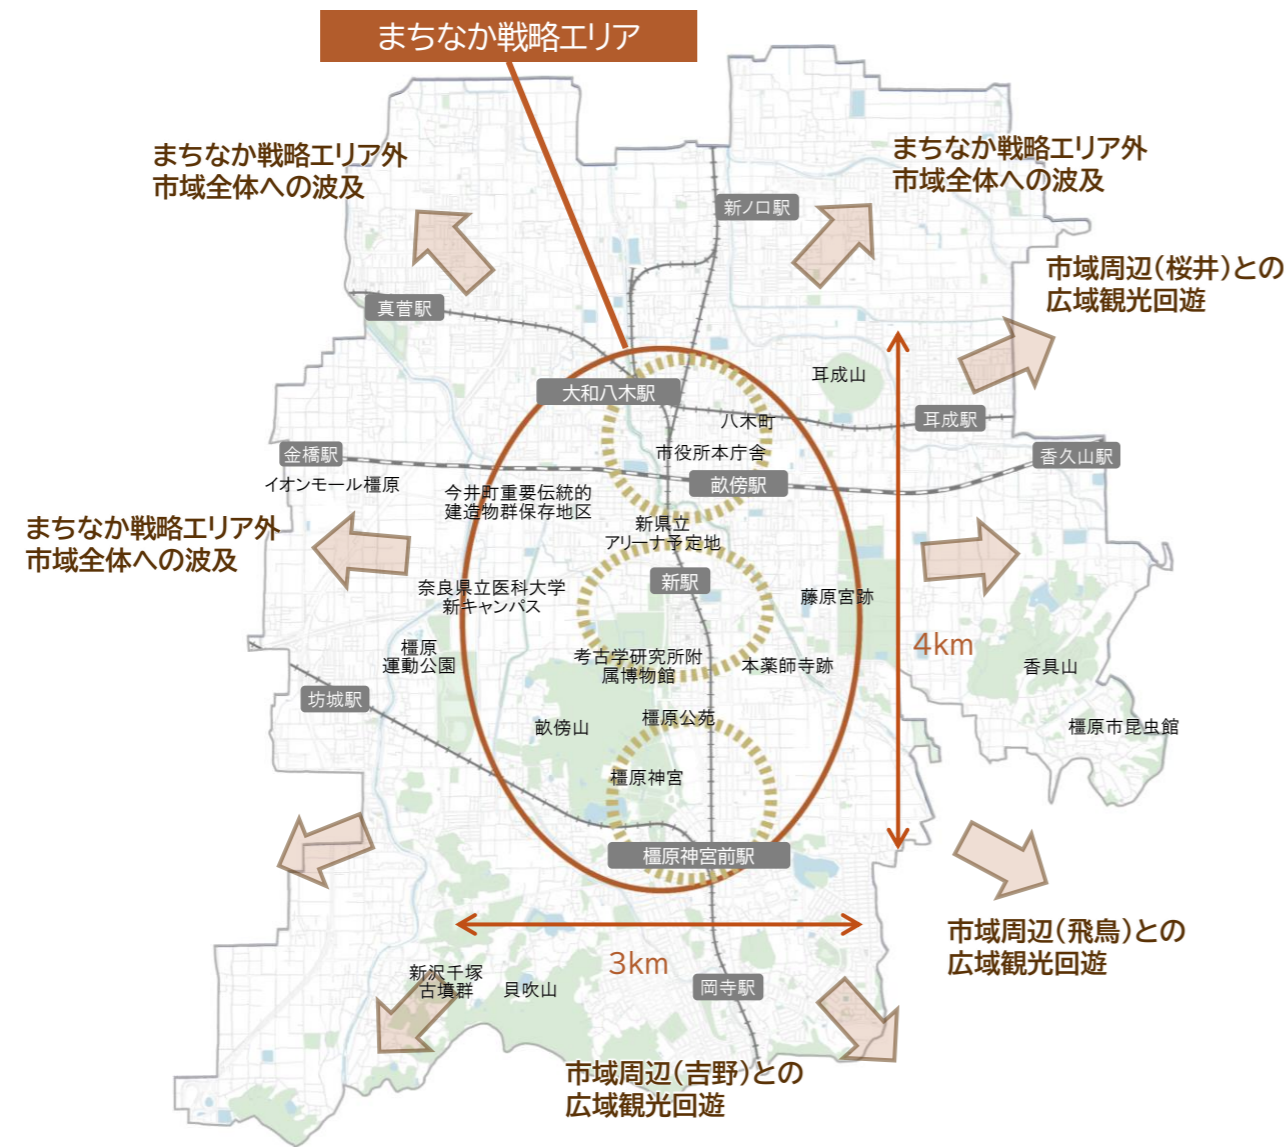 まちなか戦略エリア
まちなか戦略エリア外
市域全体への波及
まちなか戦略エリア外
市域全体への波及
新ノ口駅
市域周辺(桜井)との
広域観光回遊
真菅駅
耳成山
大和八木駅
八木町
耳成駅
市役所本庁舎
金橋駅
香久山駅
イオンモール橿原
畝傍駅
今井町重要伝統的
建造物群保存地区
まちなか戦略エリア外
市域全体への波及
新県立
アリーナ予定地
新駅
奈良県立医科大学
新キャンパス
藤原宮跡
橿原
運動公園
4km
考古学研究所附
属博物館
本薬師寺跡
香具山
坊城駅
橿原公苑
畝傍山
橿原市昆虫館
橿原神宮
橿原神宮前駅
市域周辺(飛鳥)との
広域観光回遊
3km
新沢千塚
古墳群
貝吹山
岡寺駅
市域周辺(吉野)との
広域観光回遊